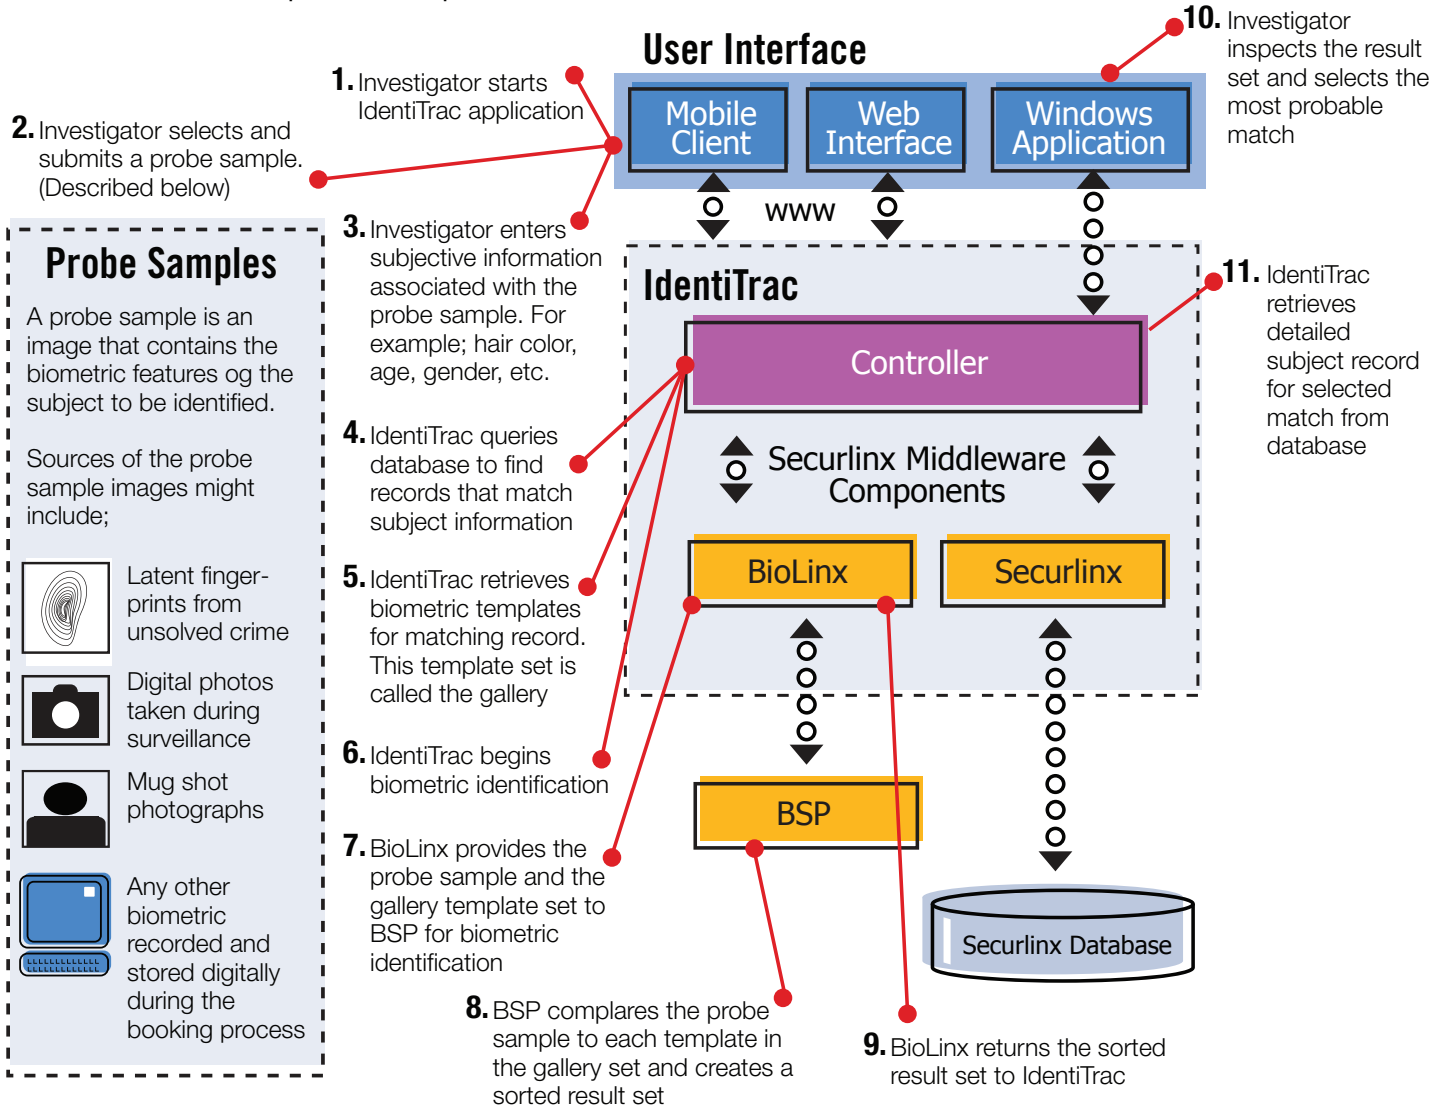 User Interface
Mobile
Client
Web
Interface
Windows
Application
www
1. Investigator starts
IdentiTrac application
2. Investigator selects and
submits a probe sample.
(Described below)
3. Investigator enters
subjective information
associated with the
probe sample. For
example; hair color,
age, gender, etc.
4. IdentiTrac queries
database to find
records that match
subject information
5. IdentiTrac retrieves
biometric templates
for matching record.
This template set is
called the gallery
6. IdentiTrac begins
biometric identification
7. BioLinx provides the
probe sample and the
gallery template set to
BSP for biometric
identification
8. BSP complares the probe
sample to each template in
the gallery set and creates a
sorted result set
9. BioLinx returns the sorted
result set to IdentiTrac
10. Investigator
inspects the result
set and selects the
most probable
match
11. IdentiTrac
retrieves
detailed
subject record
for selected
match from
database
IdentiTrac
Controller
Securlinx Middleware
Components
BioLinx
Securlinx
BSP
Securlinx Database
Probe Samples
A probe sample is an
image that contains the
biometric features og the
subject to be identified.
Sources of the probe
sample images might
include;
Latent finger-
prints from
unsolved crime
Digital photos
taken during
surveillance
Mug shot
photographs
Any other
biometric
recorded and
stored digitally
during the
booking process